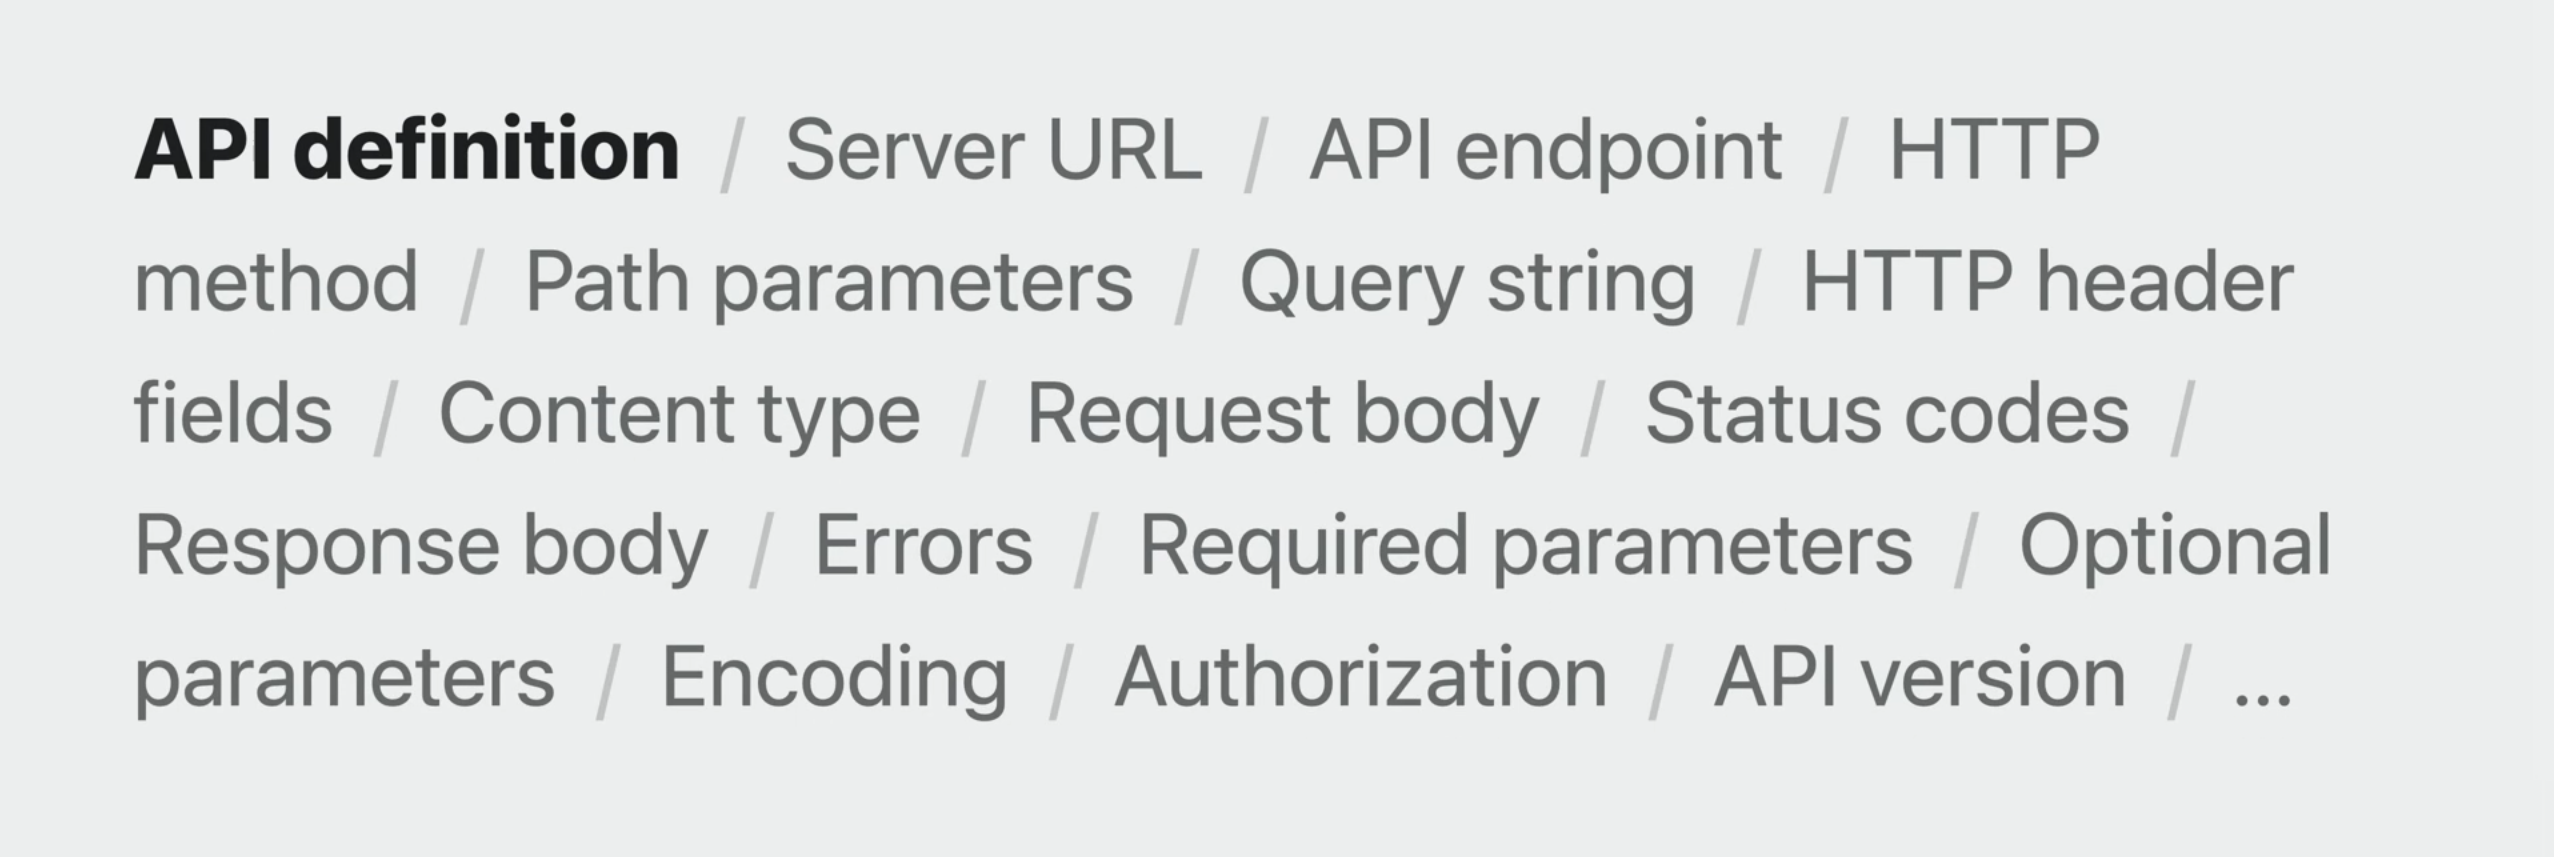 API definition / Server URL / API endpoint / HTTP
method / Path parameters / Query string / HTTP header
fields / Content type / Request body / Status codes /
Response body / Errors / Required parameters / Optional
parameters / Encoding / Authorization / API version / ...